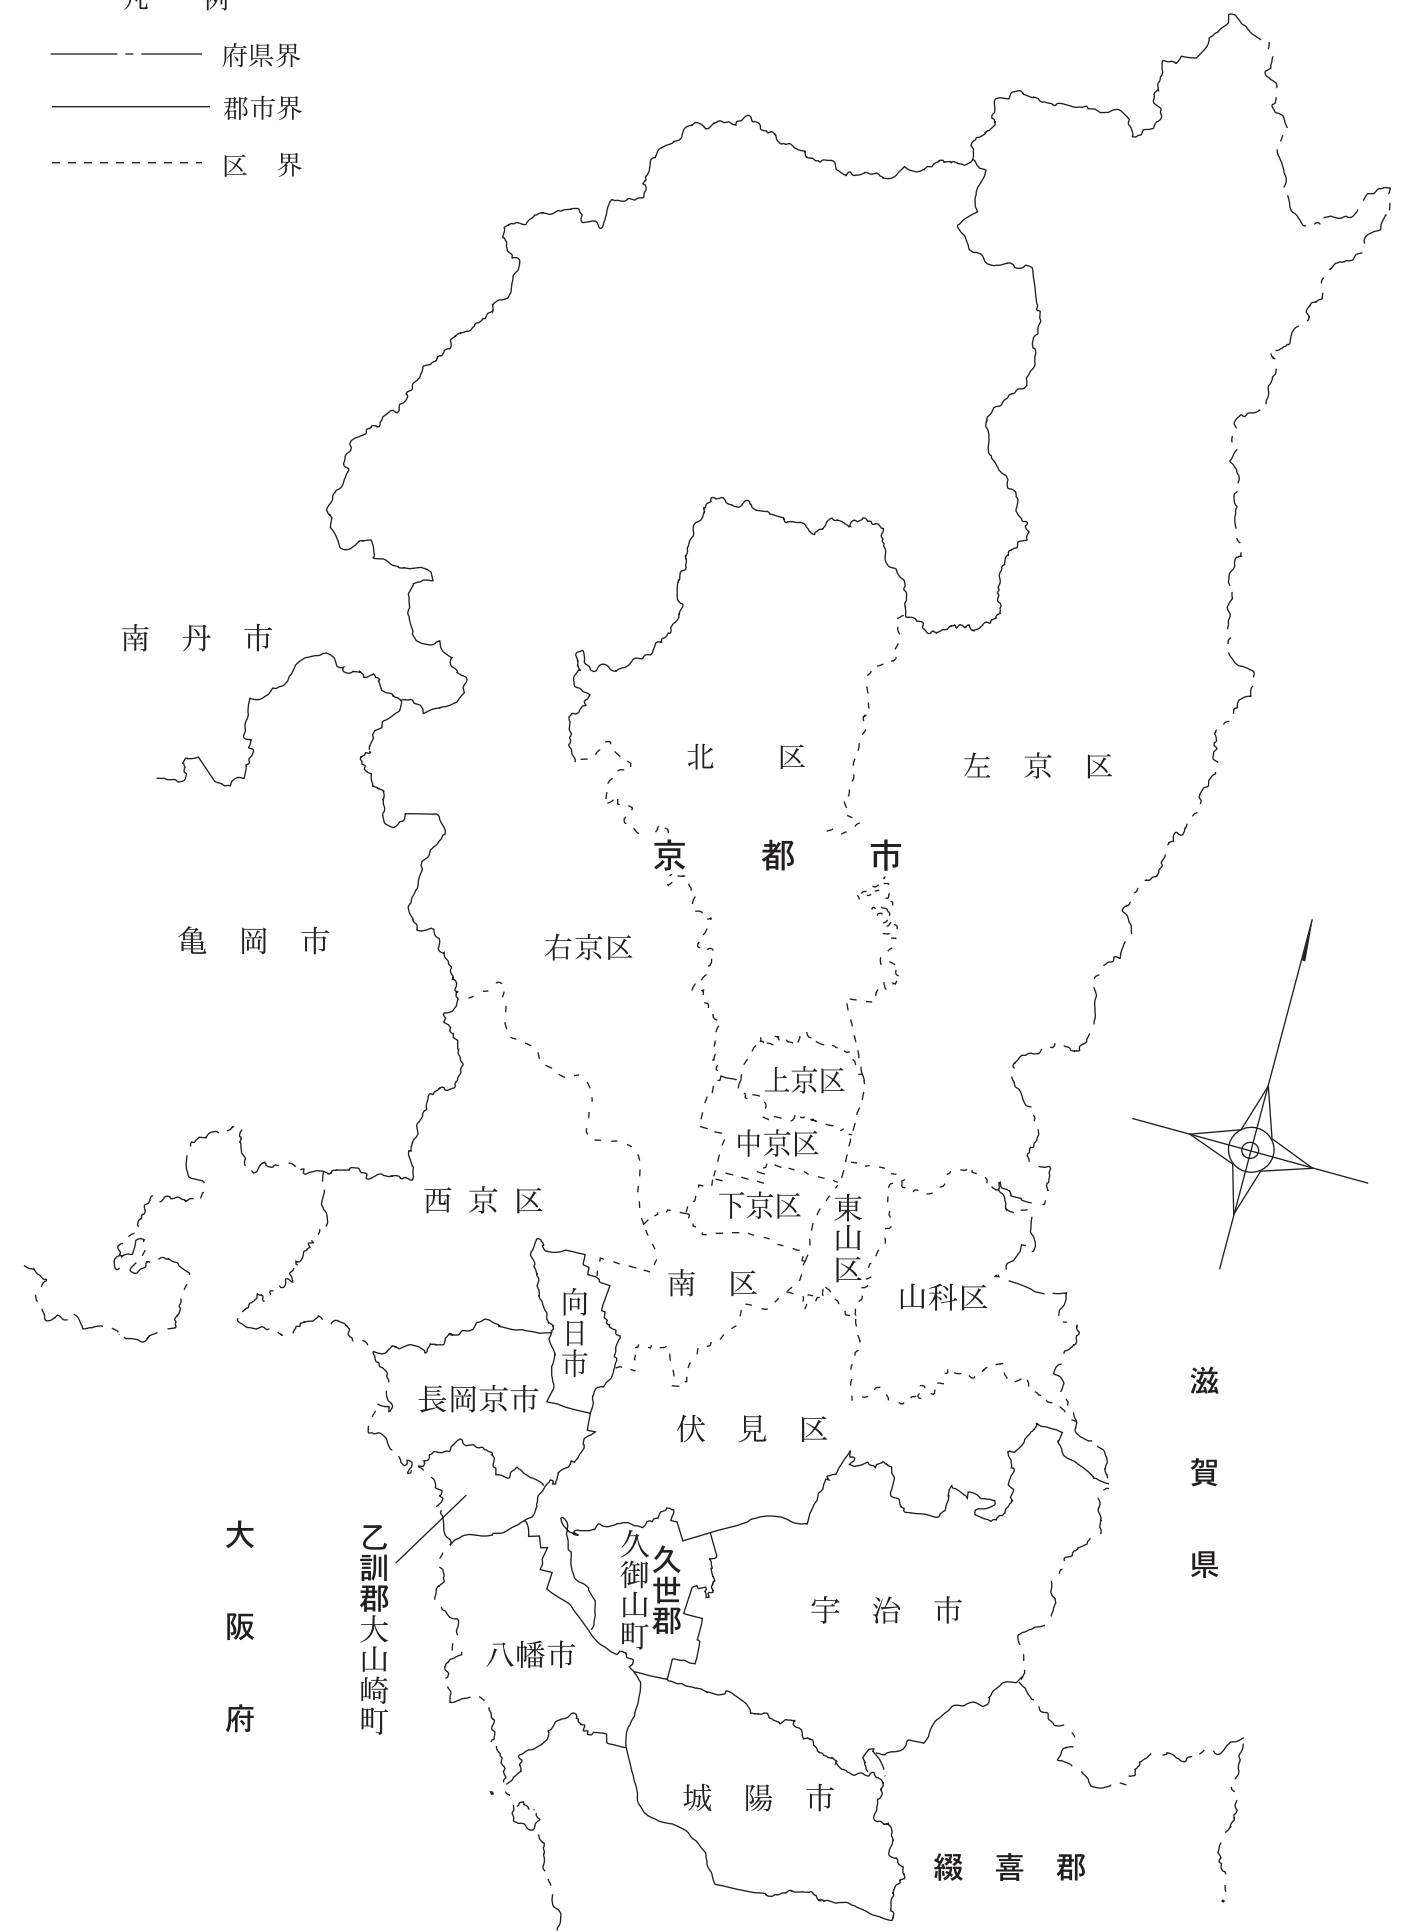 凡 例
府県界
郡市界
区 界
南丹市
北区
左京区
京都市
亀岡市
右京区
上京区
中京区
西京区
下京区
東山区
南区
山科区
向日市
長岡京市
伏見区
滋賀県
大阪府
乙訓郡大山崎町
久世郡
久御山町
宇治市
八幡市
城陽市
綴喜郡